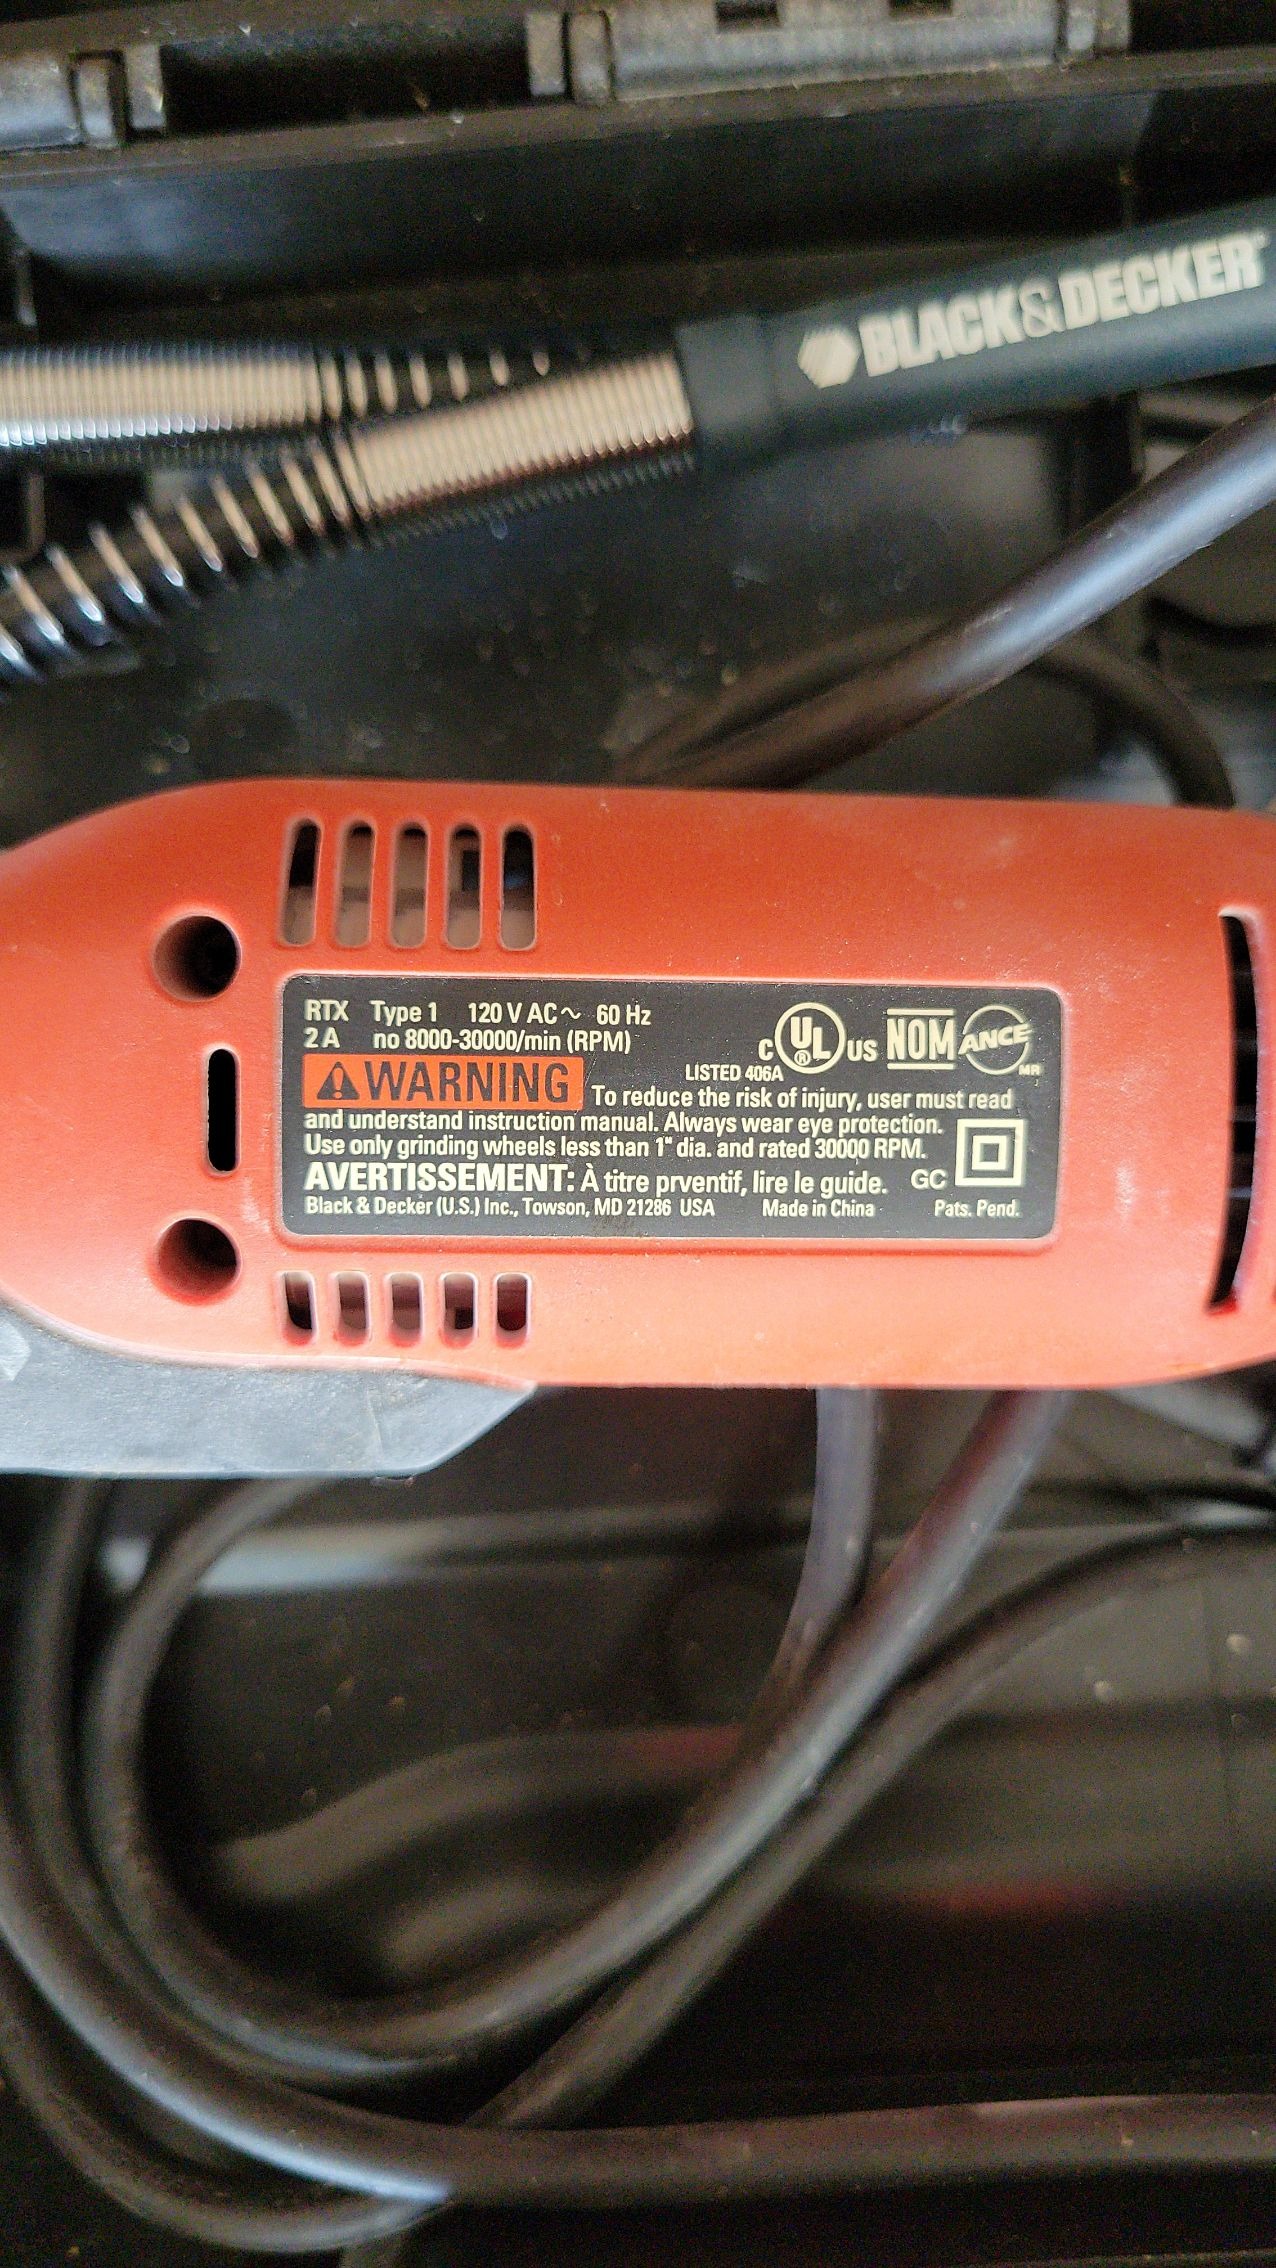 BLACK&DECKER
RTX Type 1 120 V AC~ 60 Hz
2 A no 8000-30000/min (RPM)
C UL® US NOM ANCE MR
LISTED 406A
WARNING To reduce the risk of injury, user must read
and understand instruction manual. Always wear eye protection.
Use only grinding wheels less than 1" dia. and rated 30000 RPM.
AVERTISSEMENT: À titre prventif, lire le guide. GC
Black & Decker (U.S.) Inc., Towson, MD 21286 USA Made in China Pats. Pend.